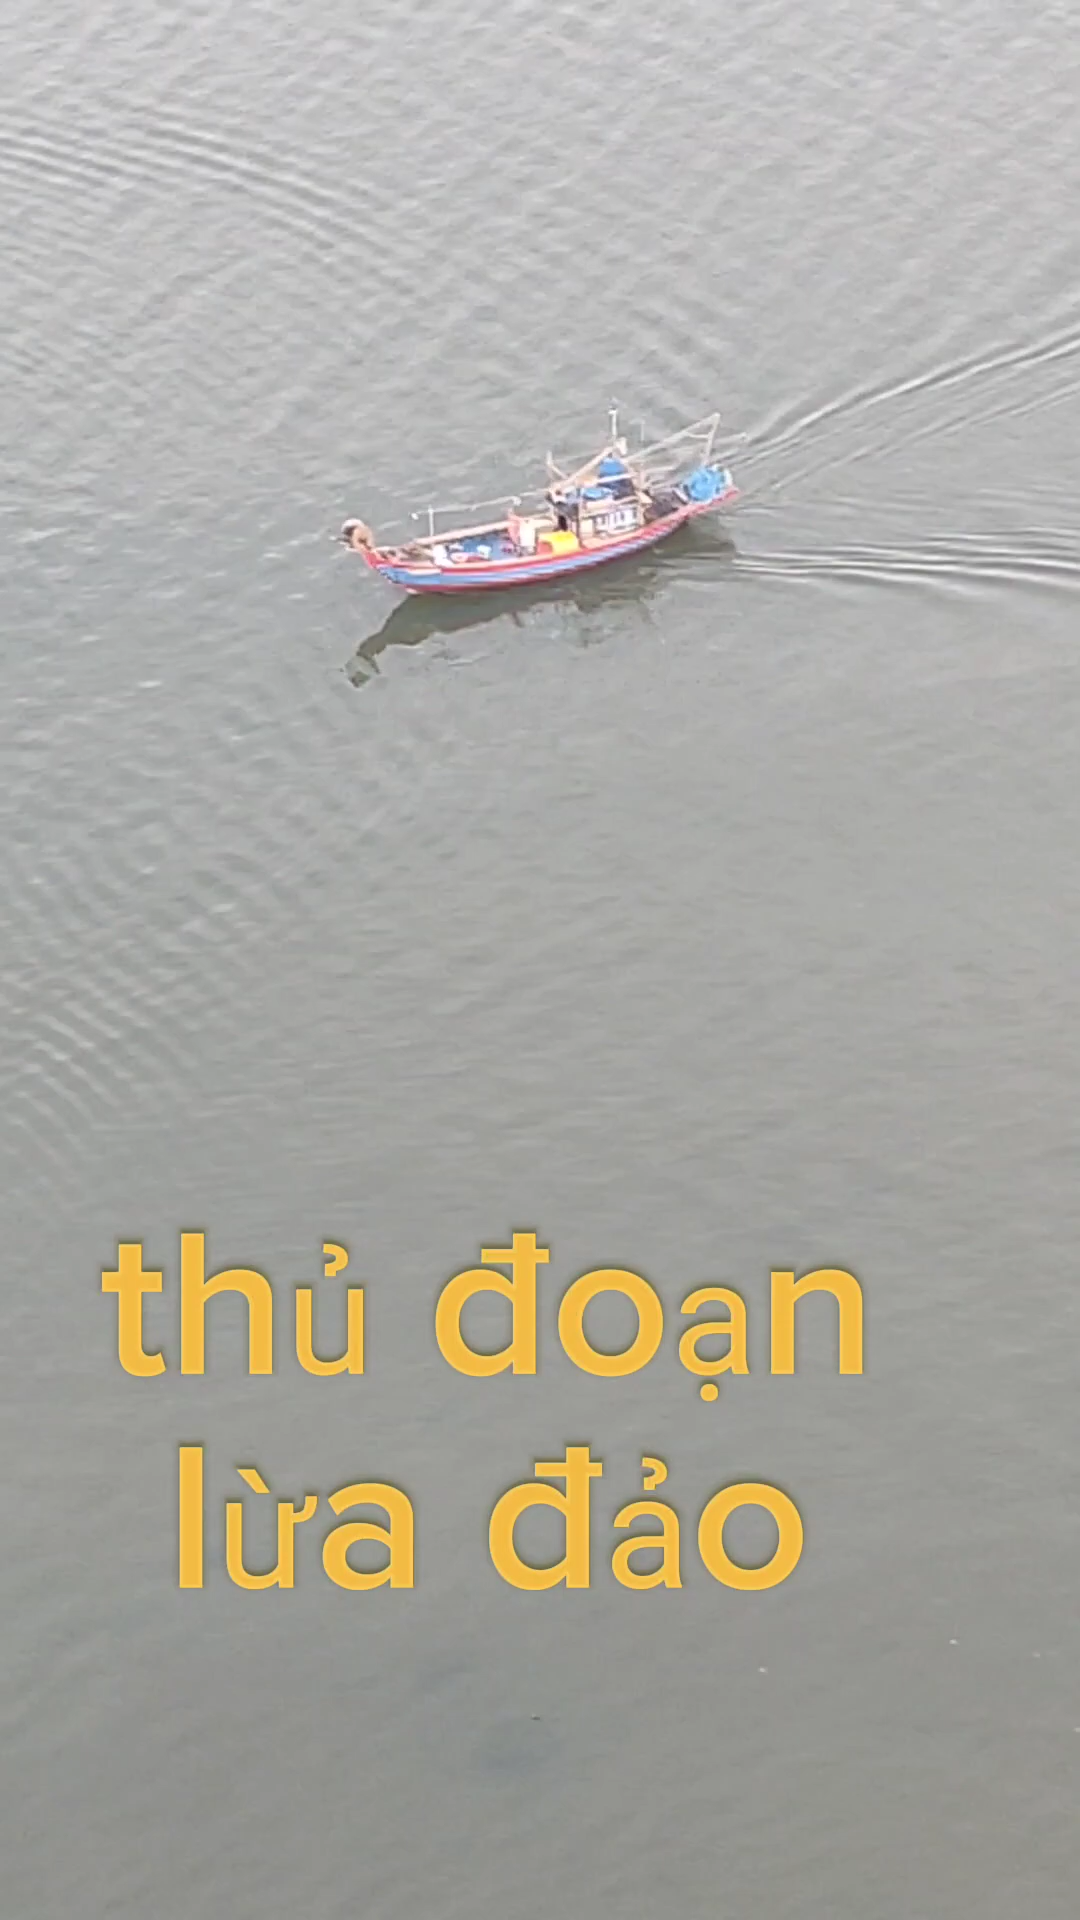 thủ đoạn
lừa đảo